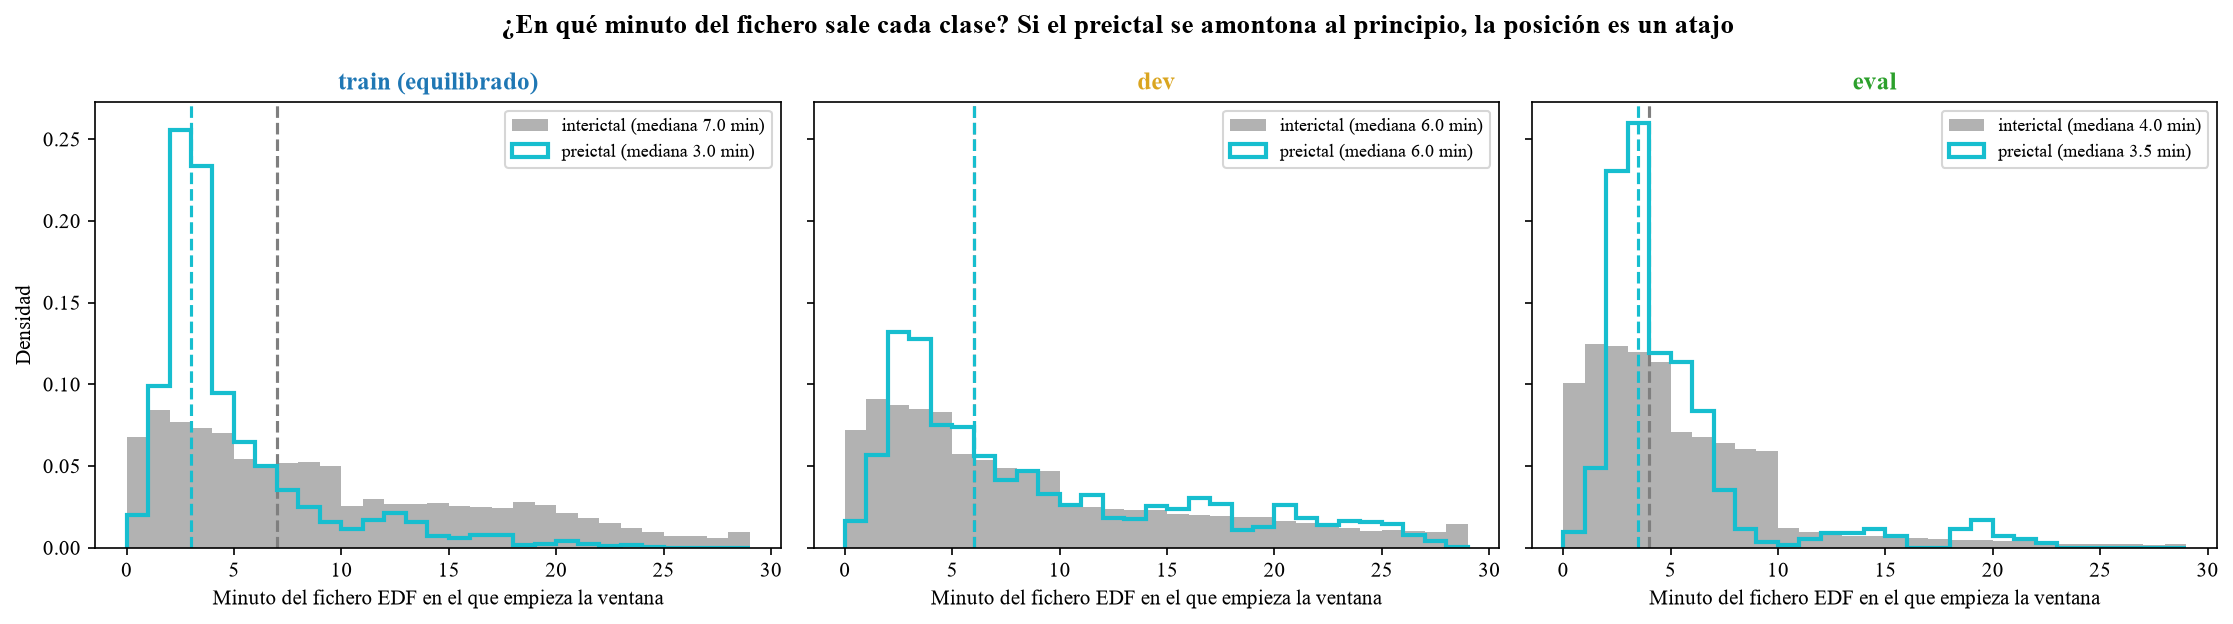 ¿En qué minuto del fichero sale cada clase? Si el preictal se amontona al principio, la posición es un atajo
train (equilibrado)
interictal (mediana 7.0 min)
preictal (mediana 3.0 min)
0.25
0.20
0.15
0.10
0.05
0.00
Densidad
0 5 10 15 20 25 30
Minuto del fichero EDF en el que empieza la ventana
dev
interictal (mediana 6.0 min)
preictal (mediana 6.0 min)
0 5 10 15 20 25 30
Minuto del fichero EDF en el que empieza la ventana
eval
interictal (mediana 4.0 min)
preictal (mediana 3.5 min)
0 5 10 15 20 25 30
Minuto del fichero EDF en el que empieza la ventana